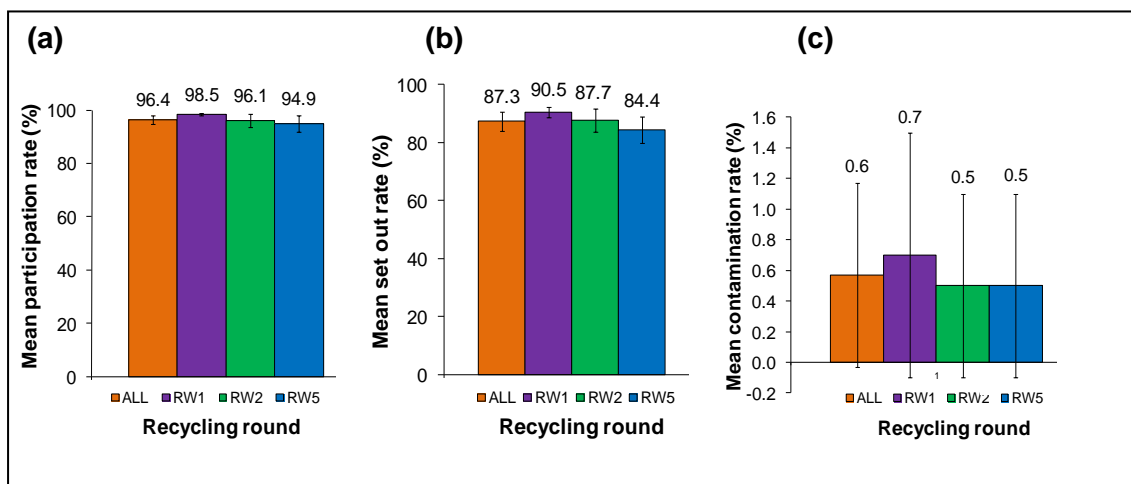 (a)
96.4 98.5 96.1 94.9
Mean participation rate (%)
100
80
60
40
20
0
ALL RW1 RW2 RW5
Recycling round
(b)
87.3 90.5 87.7 84.4
Mean set out rate (%)
100
80
60
40
20
0
ALL RW1 RW2 RW5
Recycling round
(c)
0.6 0.7 0.5 0.5
Mean contamination rate (%)
1.6
1.4
1.2
1.0
0.8
0.6
0.4
0.2
0.0
-0.2
1
ALL RW1 RW2 RW5
Recycling round